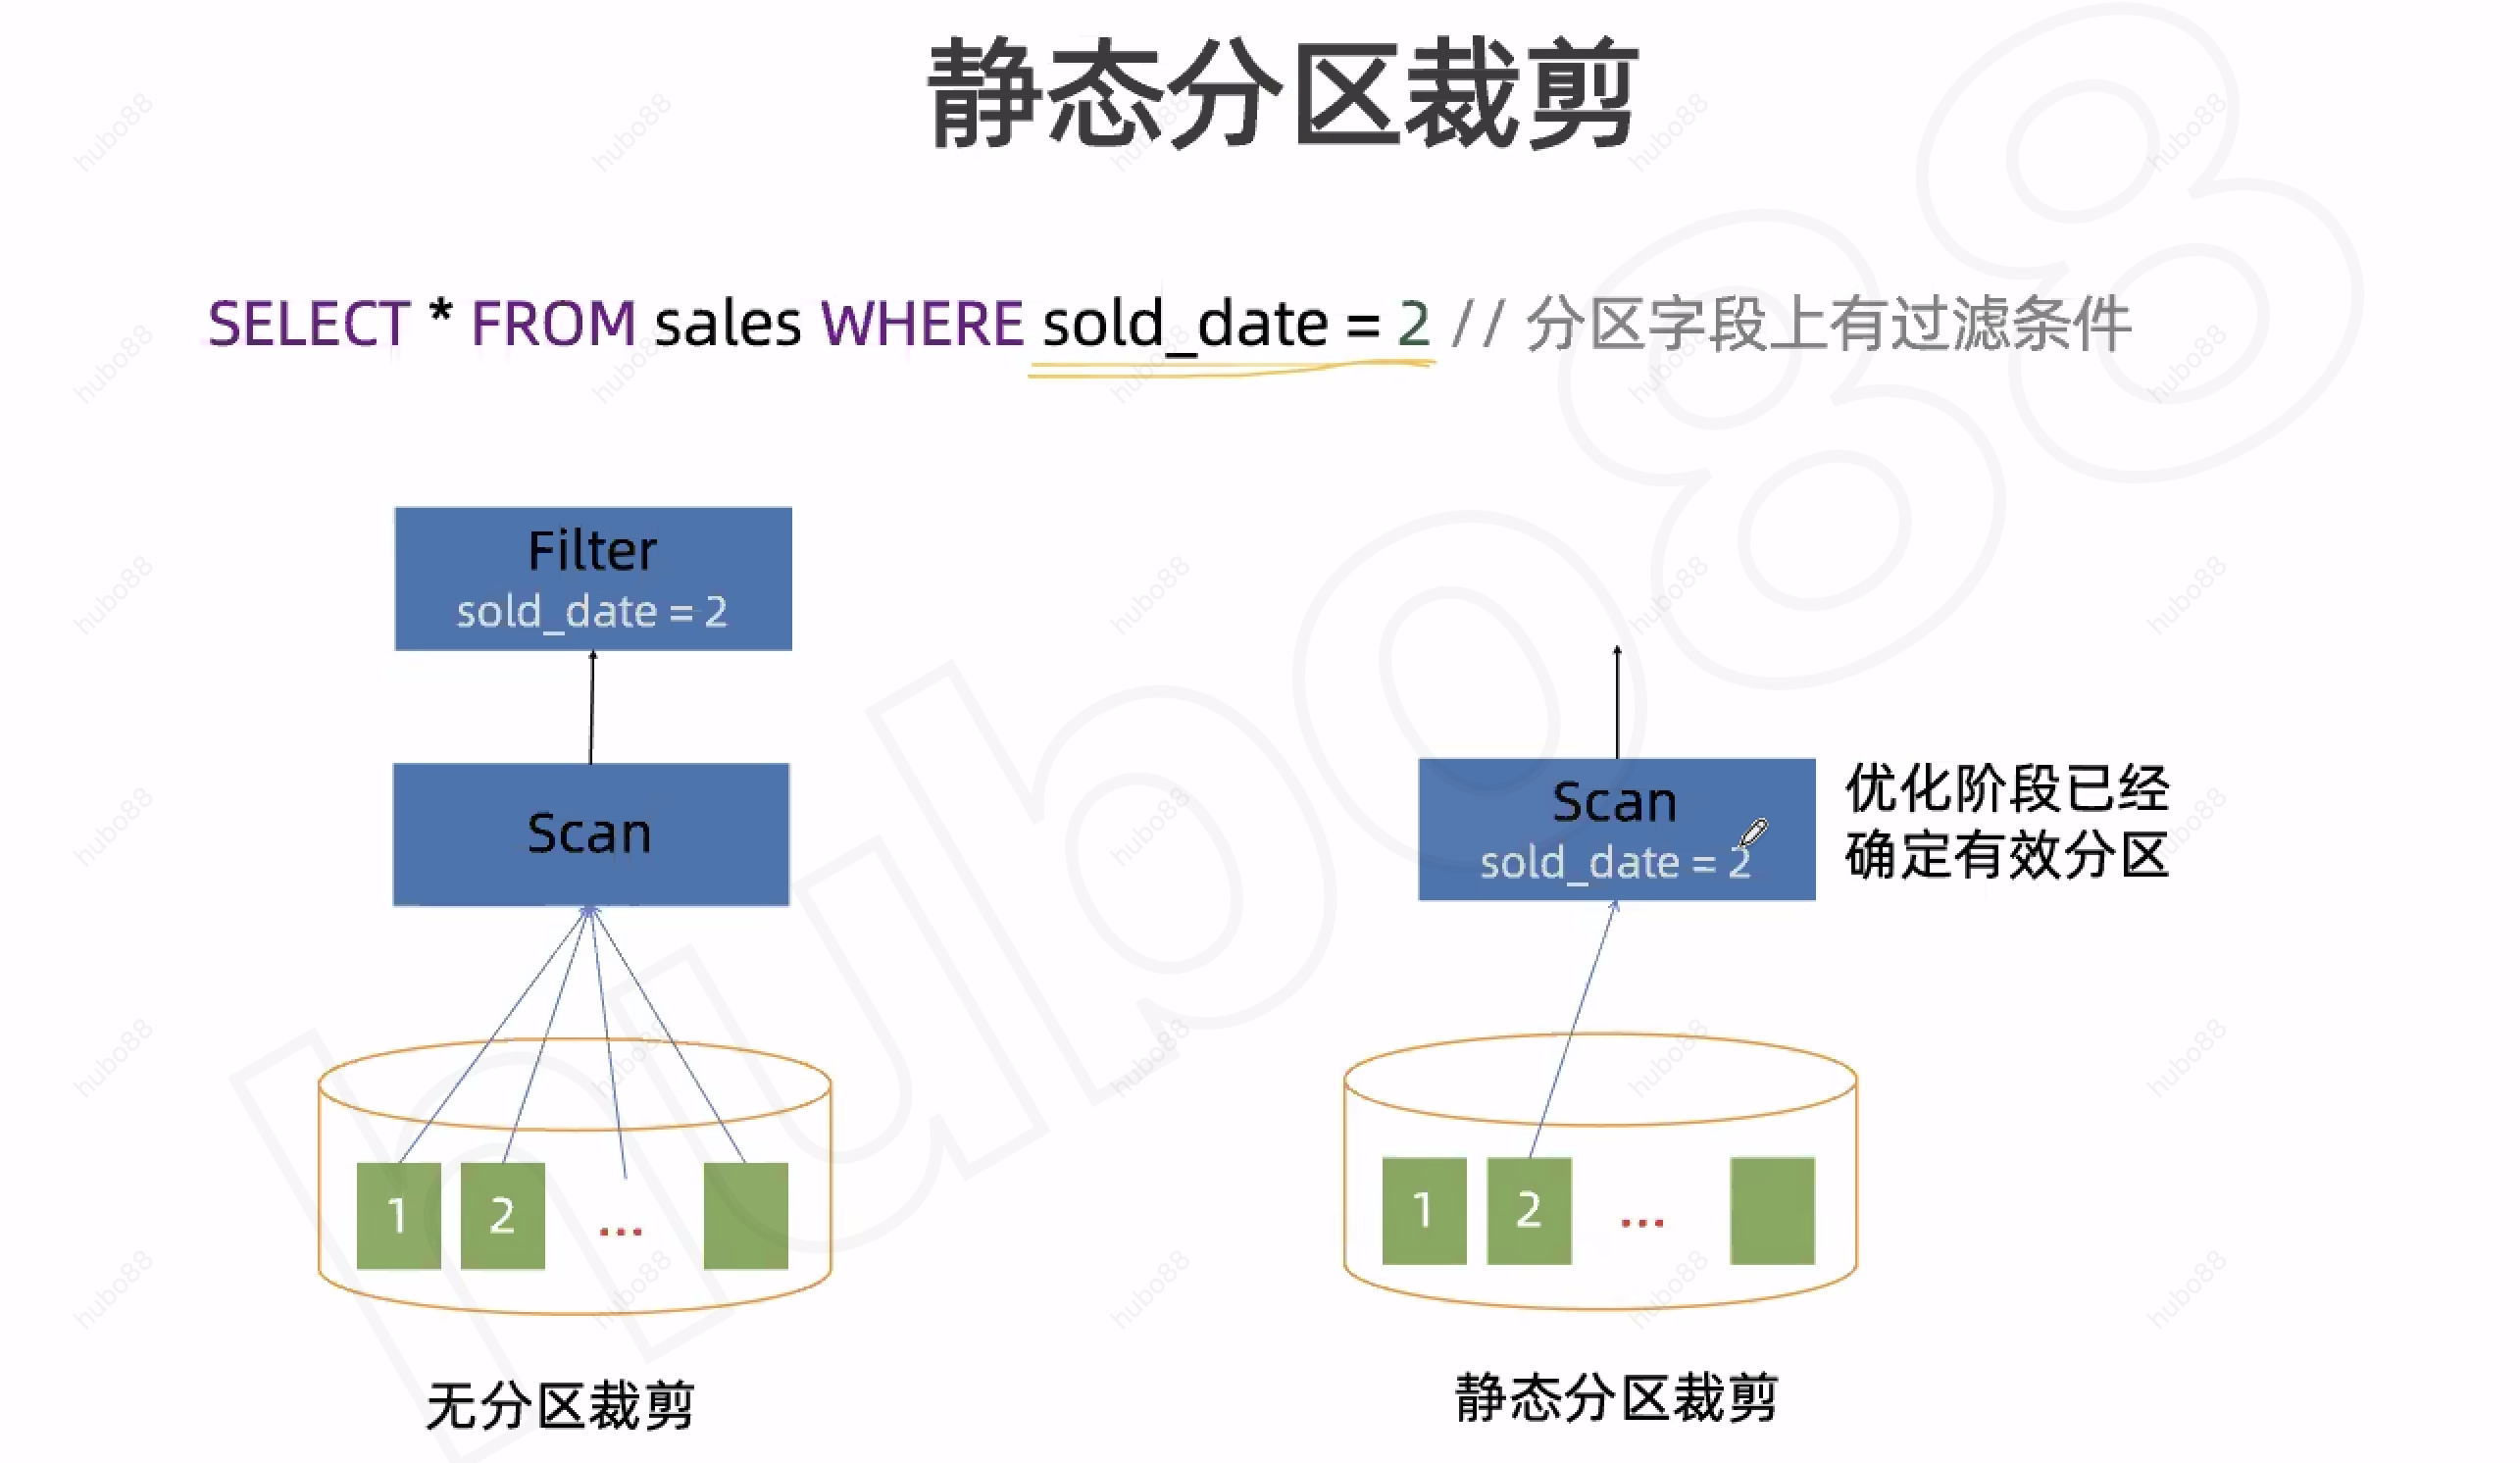 静态分区裁剪
SELECT * FROM sales WHERE sold_date = 2 // 分区字段上有过滤条件
Filter
sold_date = 2
Scan
1
2
...
无分区裁剪
Scan
sold_date = 2
优化阶段已经
确定有效分区
1
2
...
静态分区裁剪
hubo88